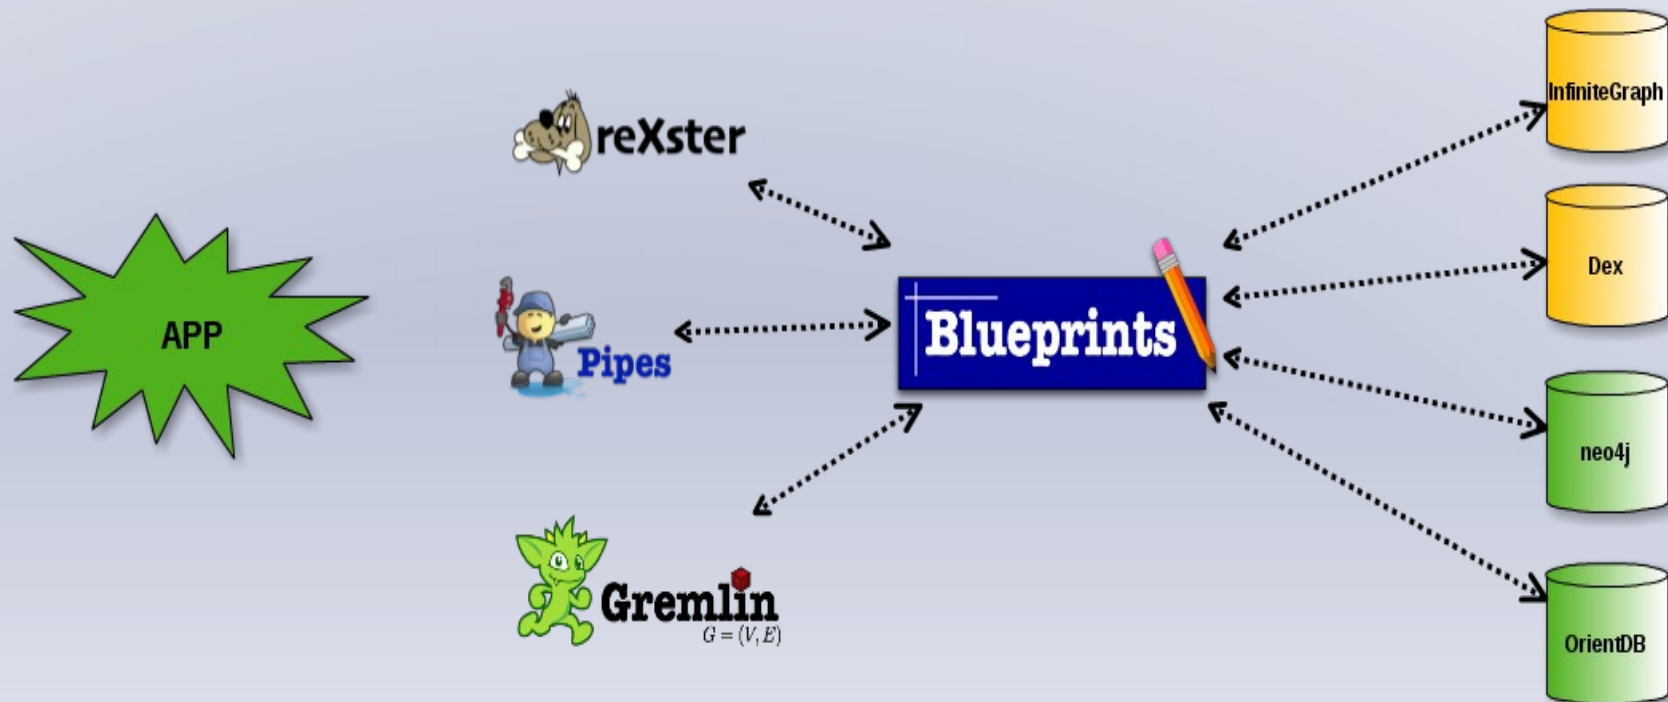 APP
reXster
Pipes
Gremlin
G = (V, E)
Blueprints
InfiniteGraph
Dex
neo4j
OrientDB